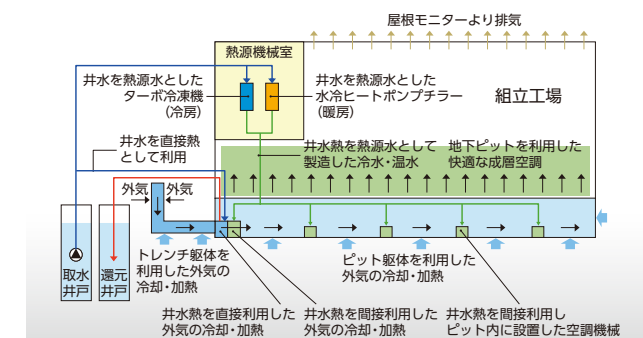 屋根モニターより排気
熱源機械室
井水を熱源水とした
ターボ冷凍機
(冷房)
井水を熱源水とした
水冷ヒートポンプチラー
(暖房)
組立工場
井水を直接熱
として利用
井水熱を熱源水として
製造した冷水・温水
地下ピットを利用した
快適な成層空調
外気
外気
取水
井戸
還元
井戸
トレンチ躯体を
利用した外気の
冷却・加熱
ピット躯体を利用した
外気の冷却・加熱
井水熱を直接利用した
外気の冷却・加熱
井水熱を間接利用した
外気の冷却・加熱
井水熱を間接利用し
ピット内に設置した空調機械